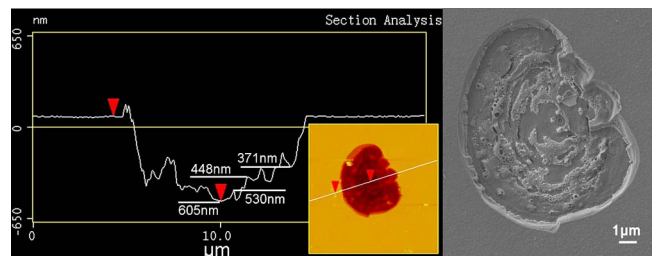 nm
Section Analysis
650
0
-650
371nm
448nm
530nm
605nm
0
10.0
μm
1μm